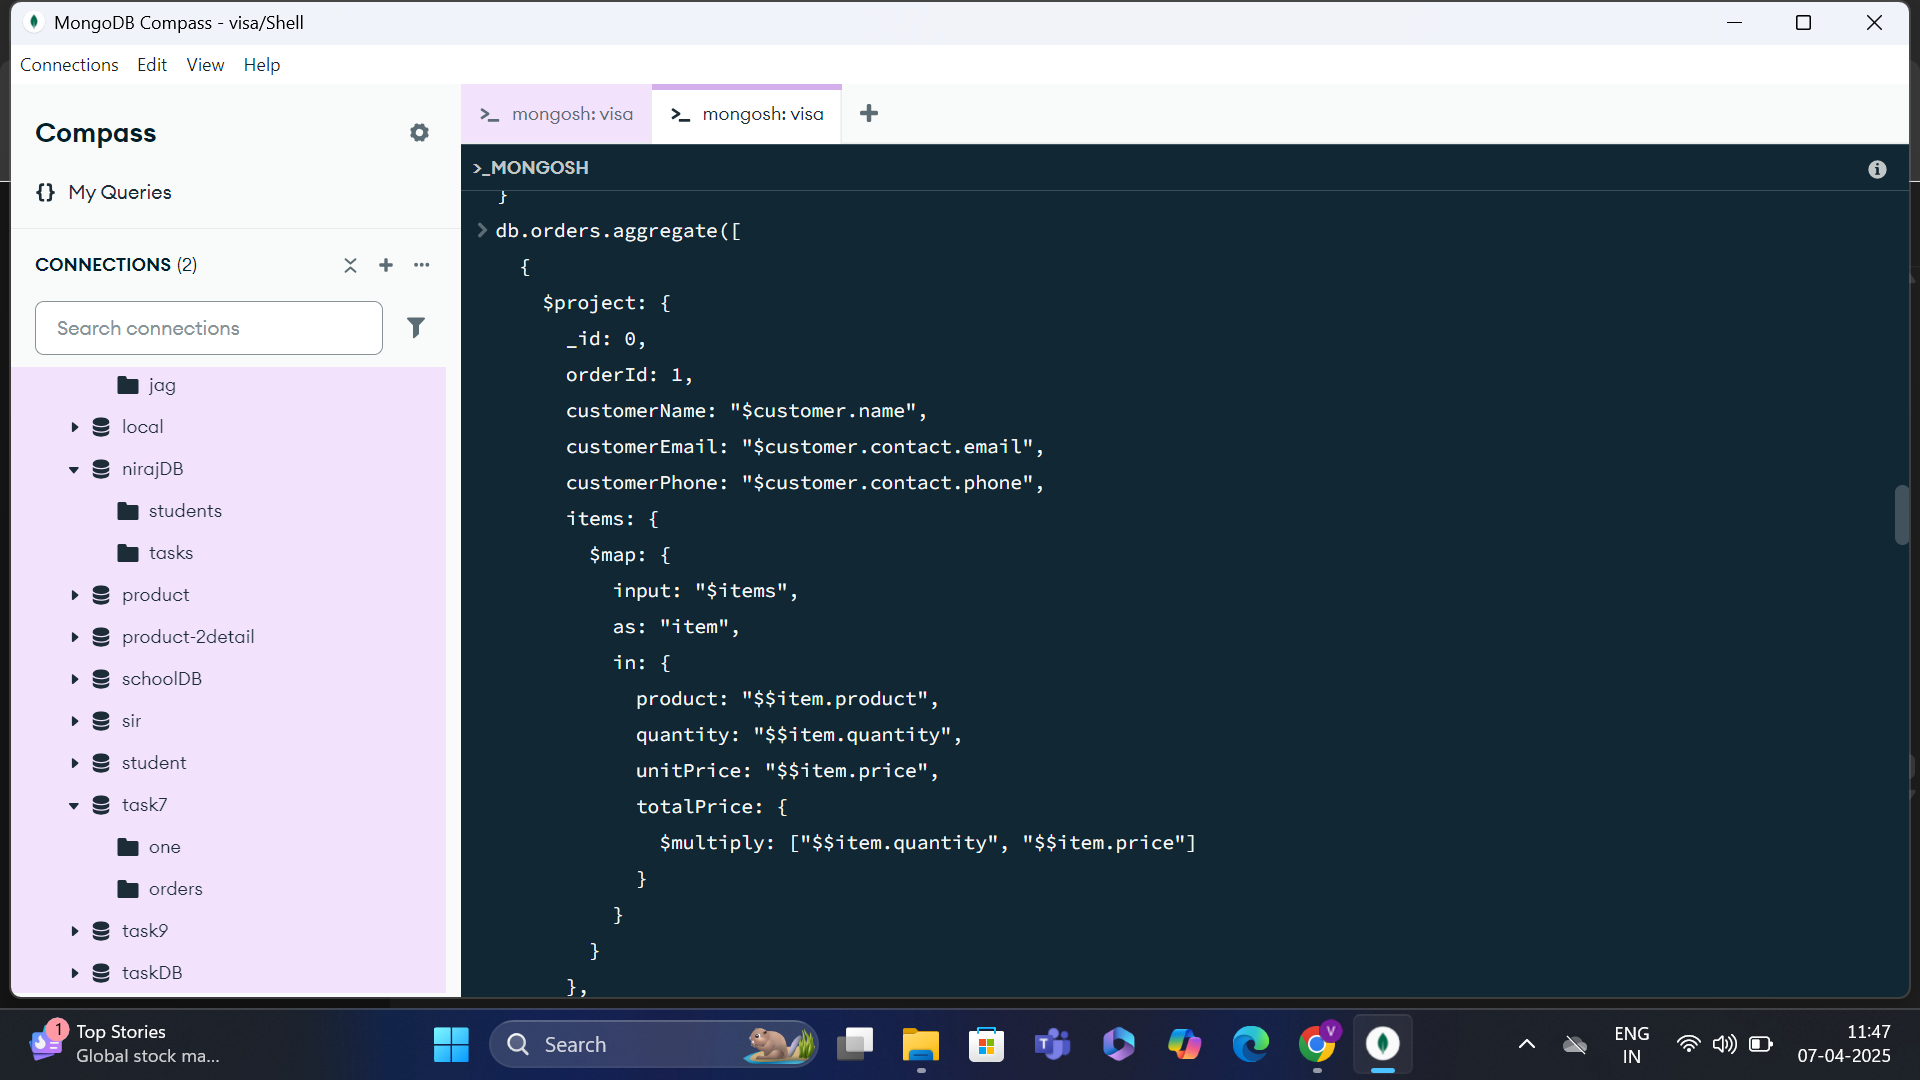 MongoDB Compass - visa/Shell
Connections Edit View Help
Compass
{} My Queries
CONNECTIONS (2)
Search connections
jag
local
nirajDB
students
tasks
product
product-2detail
schoolDB
sir
student
task7
one
orders
task9
taskDB
>_ mongosh: visa
>_ mongosh: visa
>_MONGOSH
}
db.orders.aggregate([
{
$project: {
_id: 0,
orderId: 1,
customerName: "$customer.name",
customerEmail: "$customer.contact.email",
customerPhone: "$customer.contact.phone",
items: {
$map: {
input: "$items",
as: "item",
in: {
product: "$$item.product",
quantity: "$$item.quantity",
unitPrice: "$$item.price",
totalPrice: {
$multiply: ["$$item.quantity", "$$item.price"]
}
}
}
},
1
Top Stories
Global stock ma...
Search
T
V
ENG
IN
11:47
07-04-2025